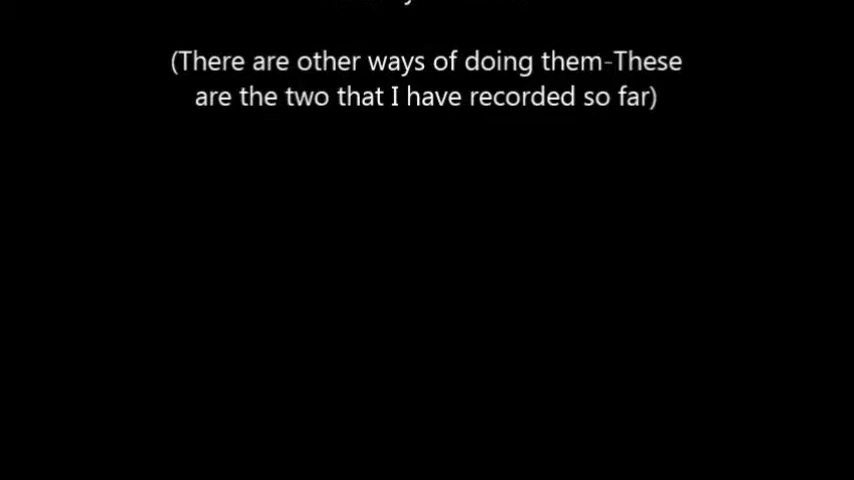 (There are other ways of doing them-These
are the two that I have recorded so far)